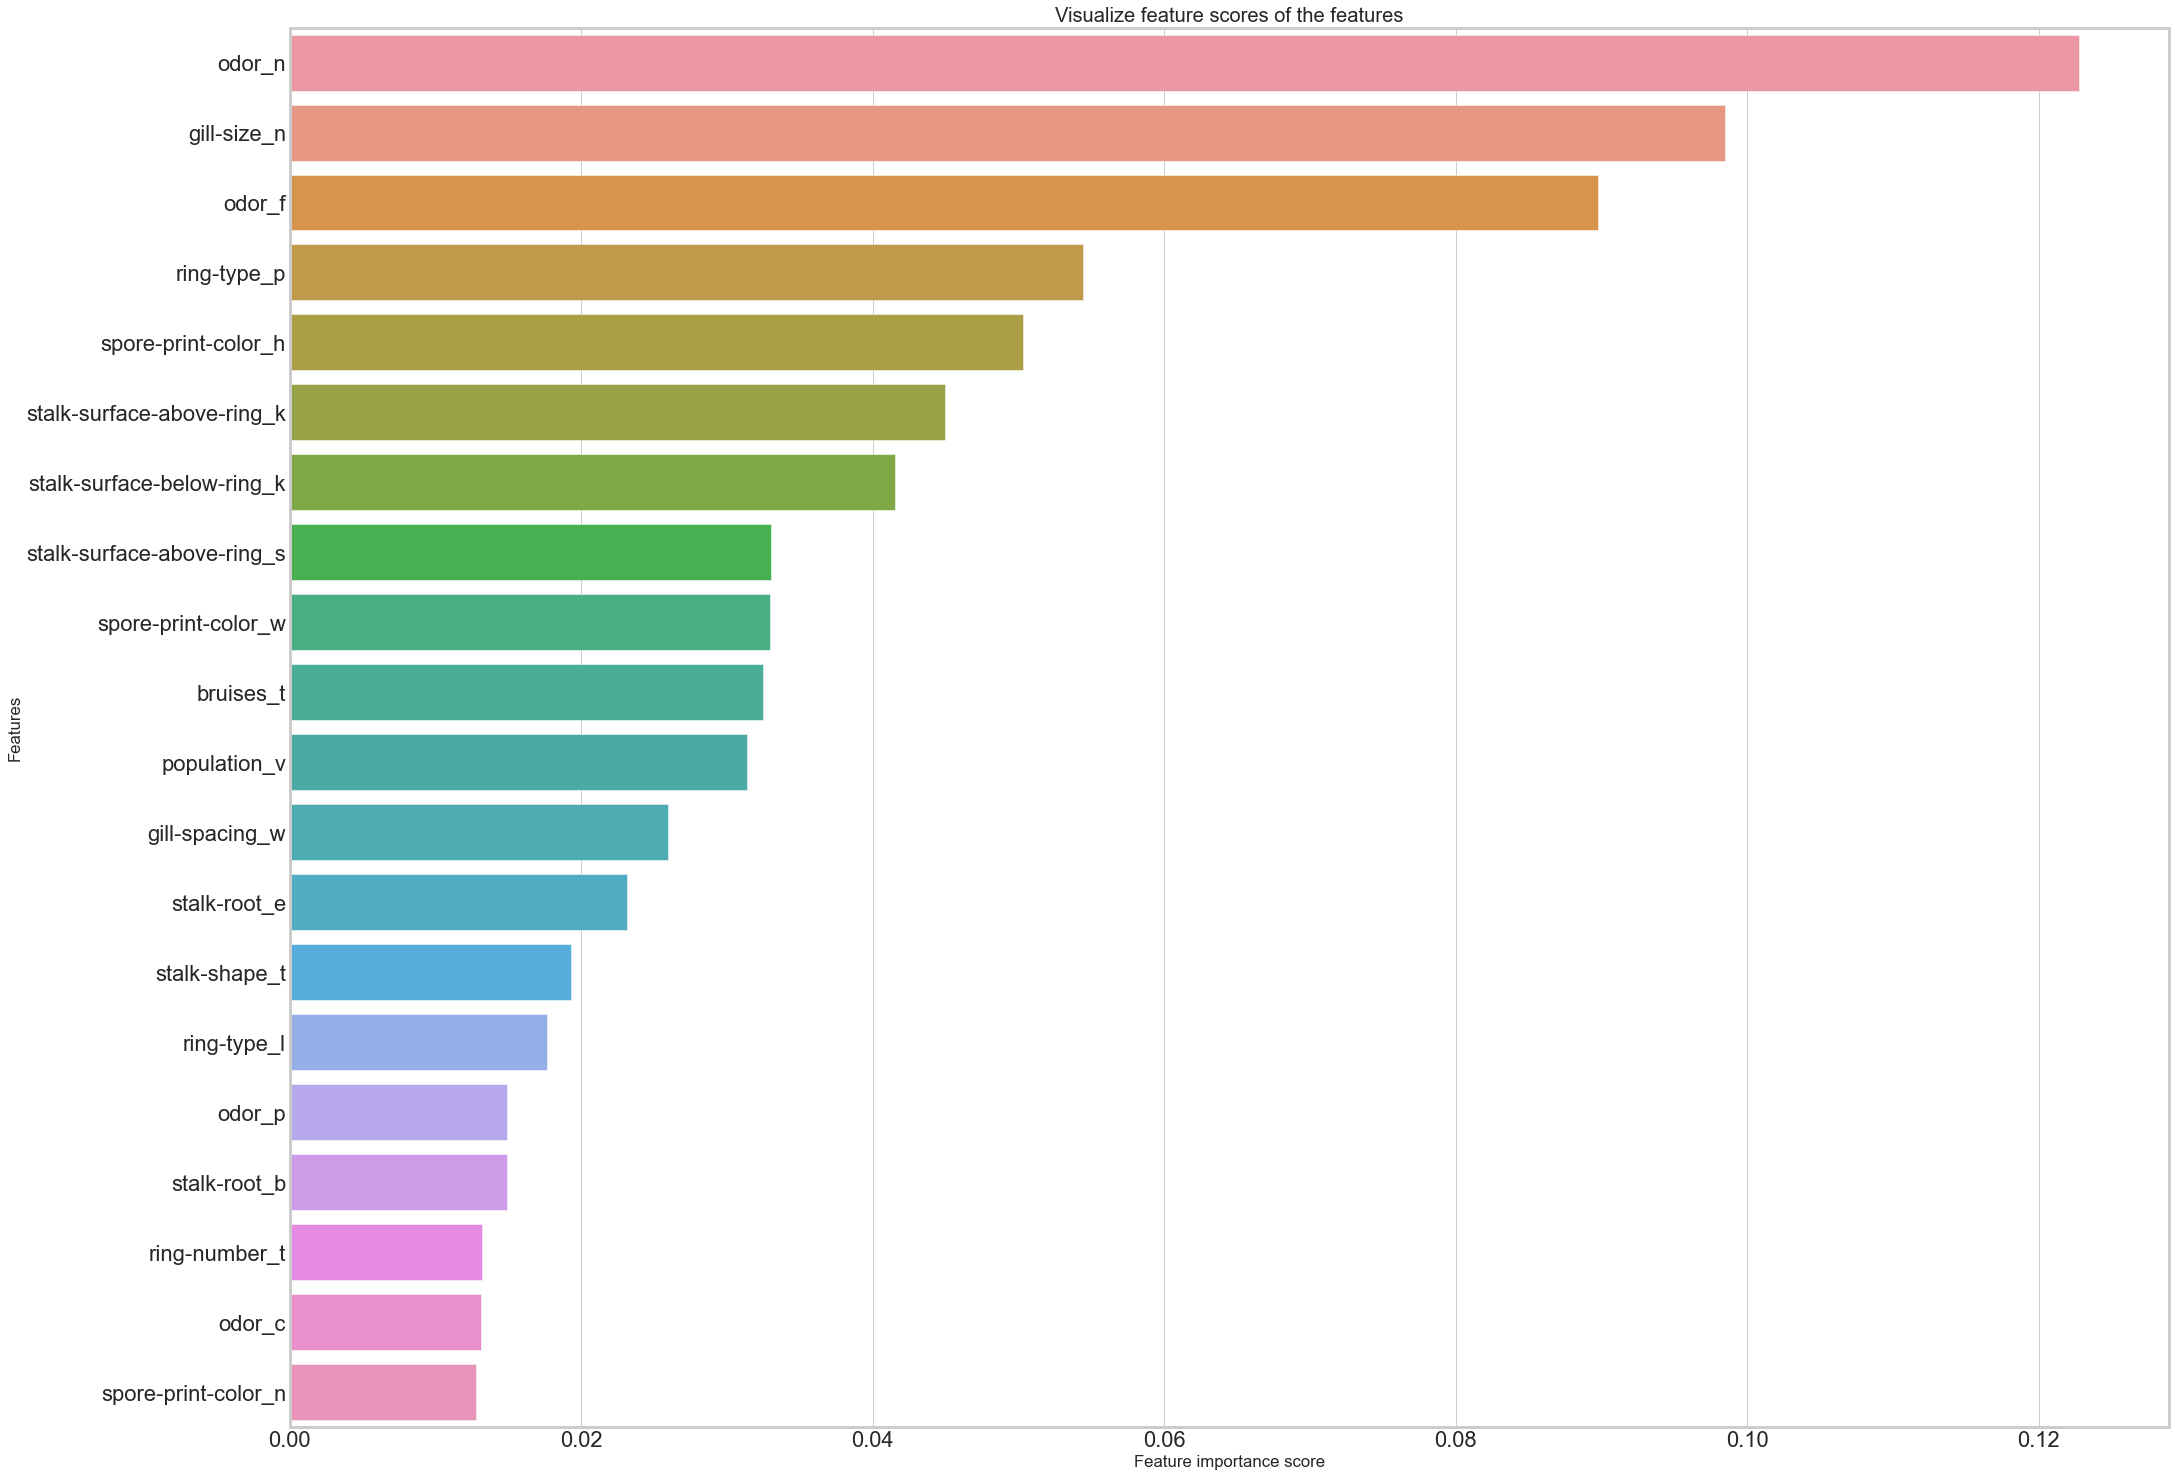 Visualize feature scores of the features
odor_n
gill-size_n
odor_f
ring-type_p
spore-print-color_h
stalk-surface-above-ring_k
stalk-surface-below-ring_k
stalk-surface-above-ring_s
spore-print-color_w
bruises_t
population_v
gill-spacing_w
stalk-root_e
stalk-shape_t
ring-type_l
odor_p
stalk-root_b
ring-number_t
odor_c
spore-print-color_n
Features
0.00 0.02 0.04 0.06 0.08 0.10 0.12
Feature importance score